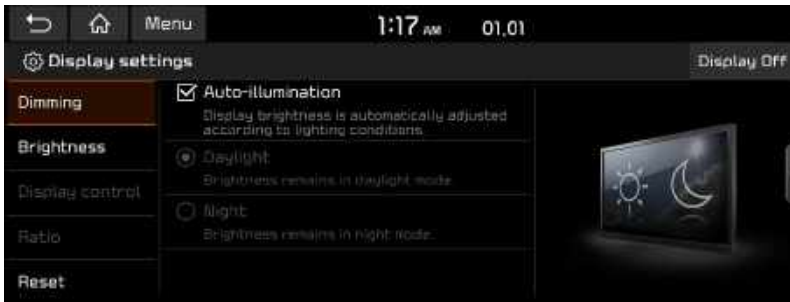 Menu 1:17 AM 01.01
Display settings Display Off
Dimming
Auto-illumination
Display brightness is automatically adjusted
according to lighting conditions.
Brightness
Daylight
Brightness remains in daylight mode.
Display control
Night
Brightness remains in night mode.
Ratio
Reset